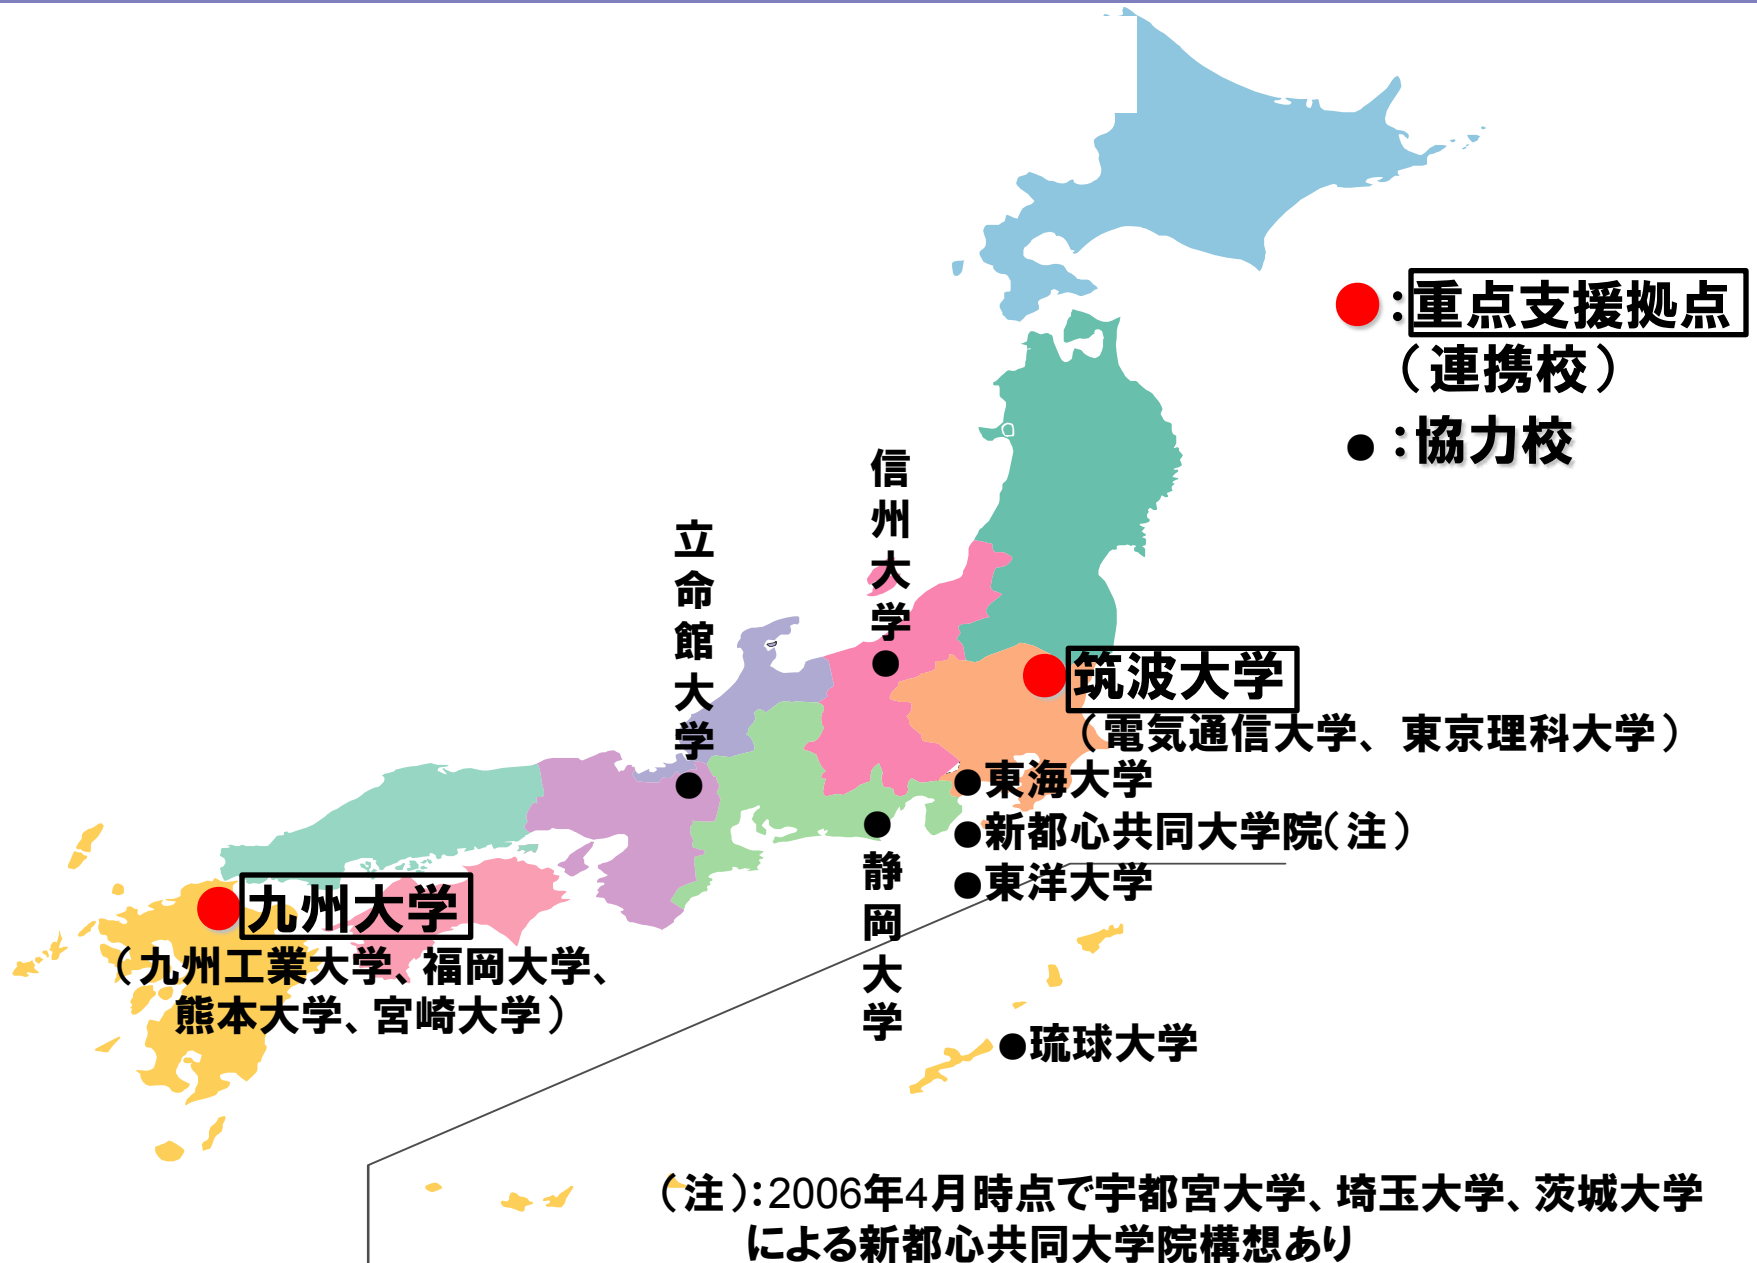 ●:重点支援拠点
(連携校)
●:協力校
信州大学
立命館大学
筑波大学
(電気通信大学、東京理科大学)
●東海大学
●新都心共同大学院(注)
●東洋大学
静岡大学
九州大学
(九州工業大学、福岡大学、
熊本大学、宮崎大学)
●琉球大学
(注):2006年4月時点で宇都宮大学、埼玉大学、茨城大学
による新都心共同大学院構想あり